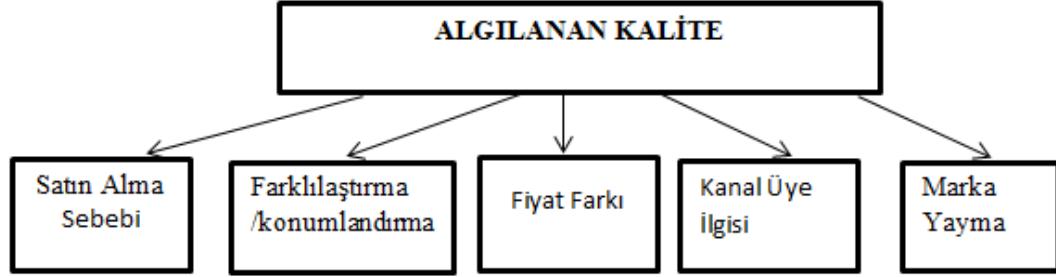 ALGILANAN KALİTE
Satın Alma
Sebebi
Farklılaştırma
/konumlandırma
Fiyat Farkı
Kanal Üye
İlgisi
Marka
Yayma